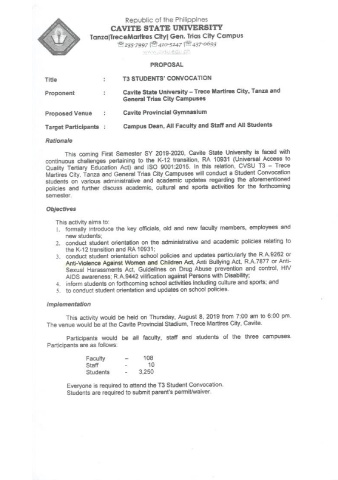 Republic of the Philippines
CAVITE STATE UNIVERSITY
Tanza|Trece Martires City| Gen. Trias City Campus
PROPOSAL
Title : T3 STUDENTS' CONVOCATION
Proponent : Cavite State University – Trece Martires City, Tanza and
General Trias City Campuses
Proposed Venue : Cavite Provincial Gymnasium
Target Participants : Campus Dean, All Faculty and Staff and All Students
Rationale
This coming First Semester SY 2019-2020, Cavite State University is faced with
continuous challenges pertaining to the K-12 transition, RA 10931 (Universal Access to
Quality Tertiary Education Act) and ISO 9001:2015. In this relation, CVSU T3 – Trece
Martires City, Tanza and General Trias City Campuses will conduct a Student Convocation
students on various administrative and academic updates regarding the aforementioned
policies and further discuss academic, cultural and sports activities for the forthcoming
semester.
Objectives
This activity aims to:
1. formally introduce the key officials, old and new faculty members, employees and
new students;
2. conduct student orientation on the administrative and academic policies relating to
the K-12 transition and RA 10931;
3. conduct student orientation school policies and updates particularly the R.A.9262 or
Anti-Violence Against Women and Children Act, Anti Bullying Act, R.A.7877 or Anti-
Sexual Harassments Act, Guidelines on Drug Abuse prevention and control, HIV
AIDS awareness; R.A.9442 vilification against Persons with Disability;
4. inform students on forthcoming school activities including culture and sports; and
5. to conduct student orientation and updates on school policies.
Implementation
This activity would be held on Thursday, August 8, 2019 from 7:00 am to 6:00 pm.
The venue would be at the Cavite Provincial Stadium, Trece Martires City, Cavite.
Participants would be all faculty, staff and students of the three campuses.
Participants are as follows:
Faculty – 108
Staff – 10
Students - 3,250
Everyone is required to attend the T3 Student Convocation.
Students are required to submit parent's permit/waiver.